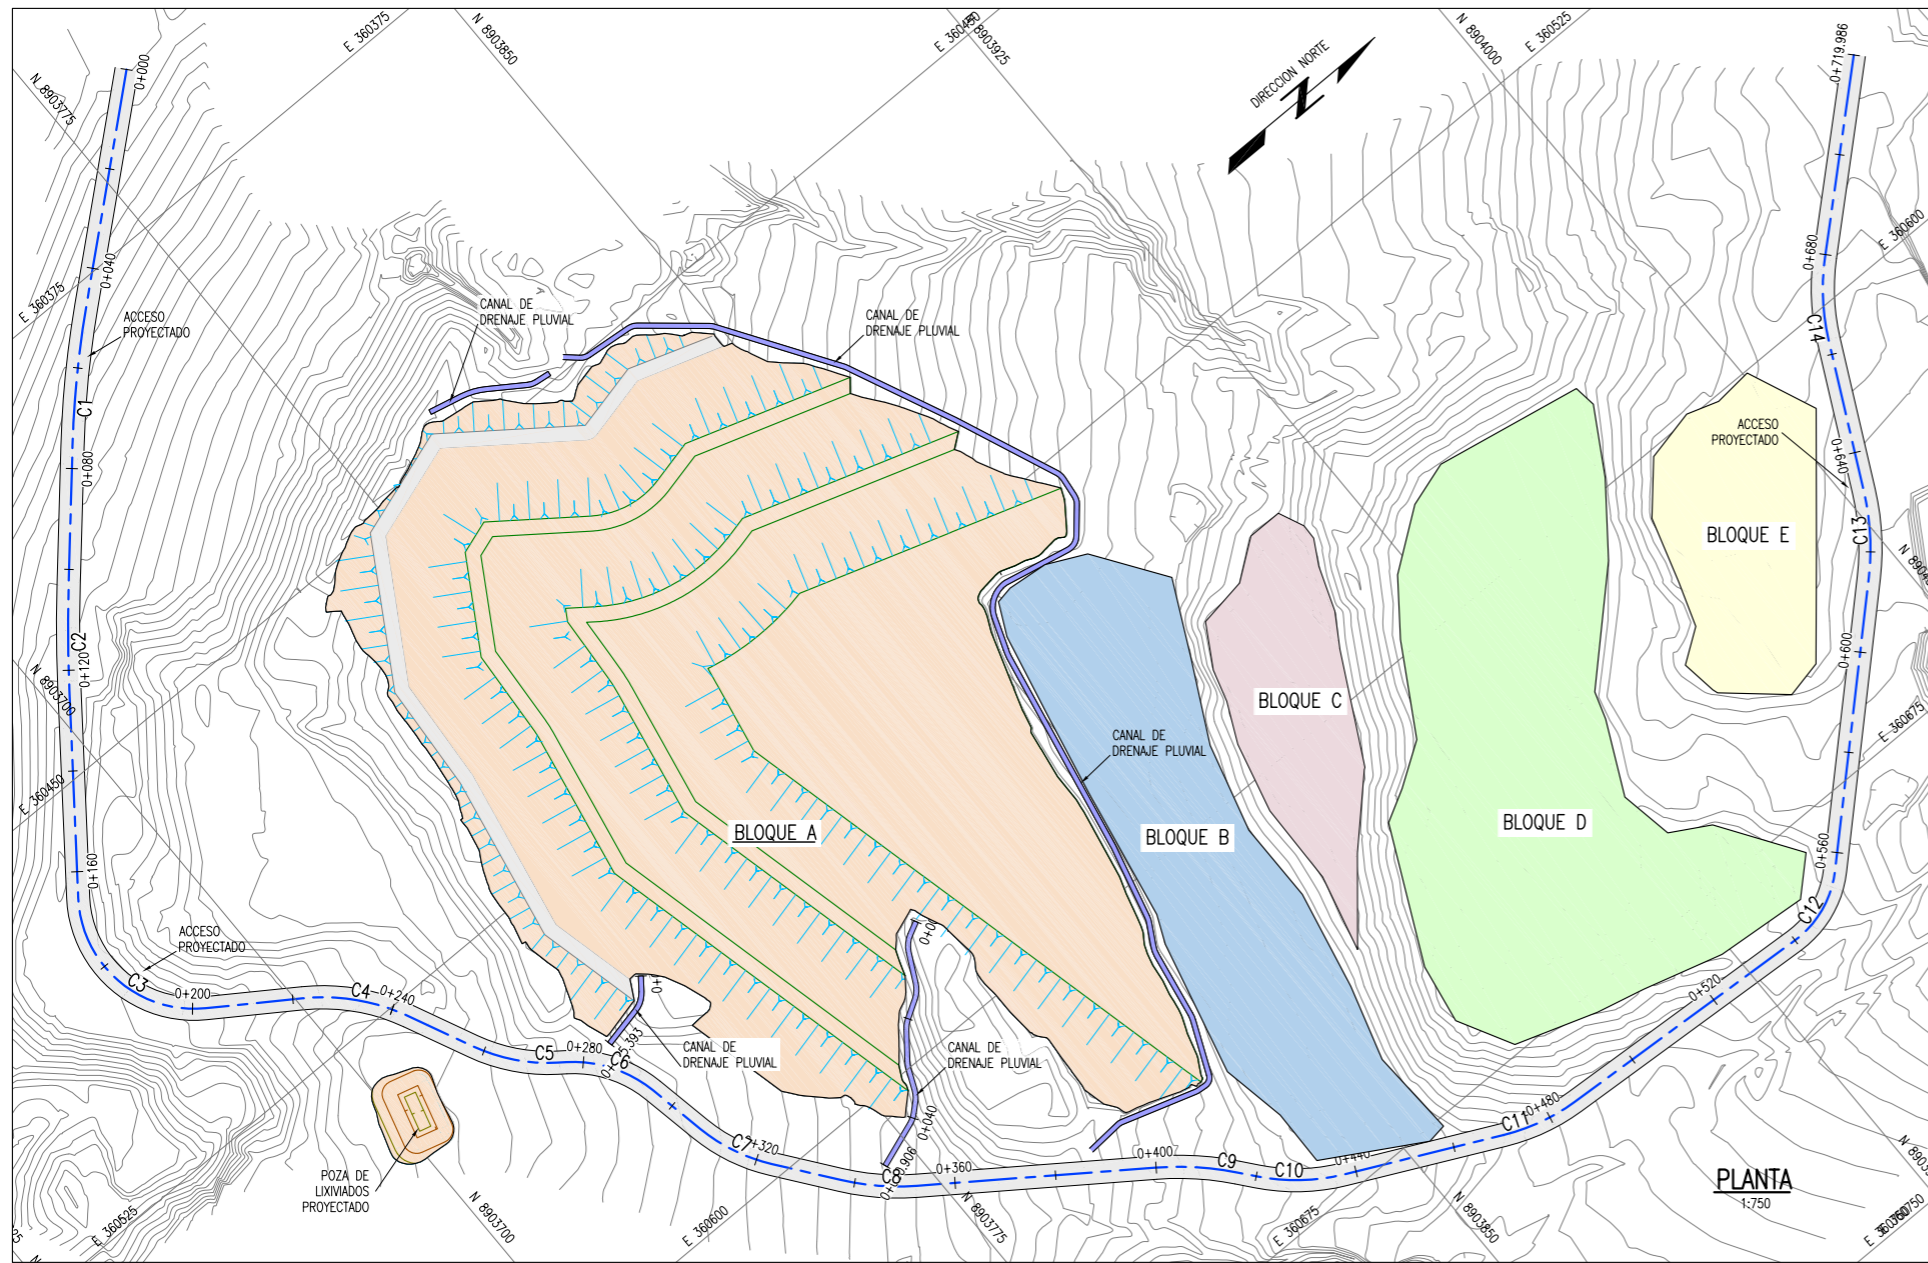 E 360375
N 8903850
E 360450
N 8903925
N 8904000
E 360525
0+719.986
0+000
N 8903775
DIRECCION NORTE
N
E 360600
0+040
0+680
E 360375
ACCESO
PROYECTADO
CANAL DE
DRENAJE PLUVIAL
CANAL DE
DRENAJE PLUVIAL
C14
C1
ACCESO
PROYECTADO
0+080
0+640
C13
BLOQUE E
C2
0+120
0+600
N 8903700
BLOQUE C
E 360675
CANAL DE
DRENAJE PLUVIAL
E 360450
BLOQUE A
BLOQUE B
BLOQUE D
0+160
0+560
C12
ACCESO
PROYECTADO
C3
0+200
C4
0+240
0+520
C5
0+280
C6
CANAL DE
DRENAJE PLUVIAL
CANAL DE
DRENAJE PLUVIAL
0+040
C11
0+480
C7
0+320
C8
0+360
0+400
C9
C10
0+440
POZA DE
LIXIVIADOS
PROYECTADO
PLANTA
1:750
360525
N 8903700
E 360600
N 8903775
E 360675
N 8903850